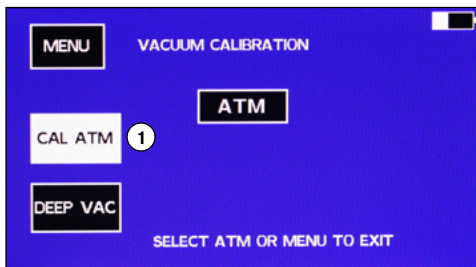 MENU VACUUM CALIBRATION
ATM
CAL ATM 1
DEEP VAC
SELECT ATM OR MENU TO EXIT